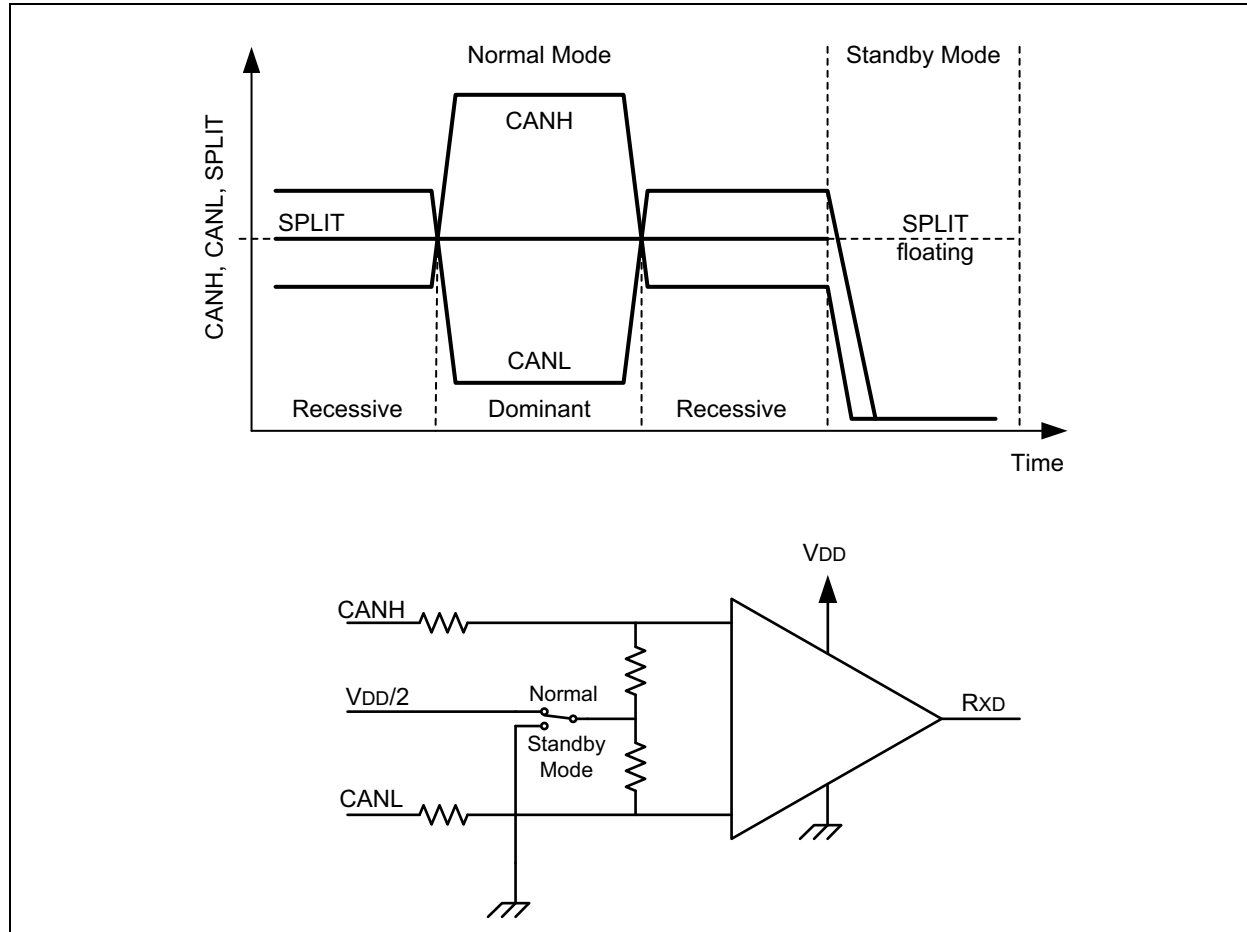 Normal Mode
Standby Mode
CANH, CANL, SPLIT
CANH
SPLIT
SPLIT
floating
CANL
Recessive
Dominant
Recessive
Time
VDD
CANH
VDD/2
Normal
RXD
Standby
Mode
CANL